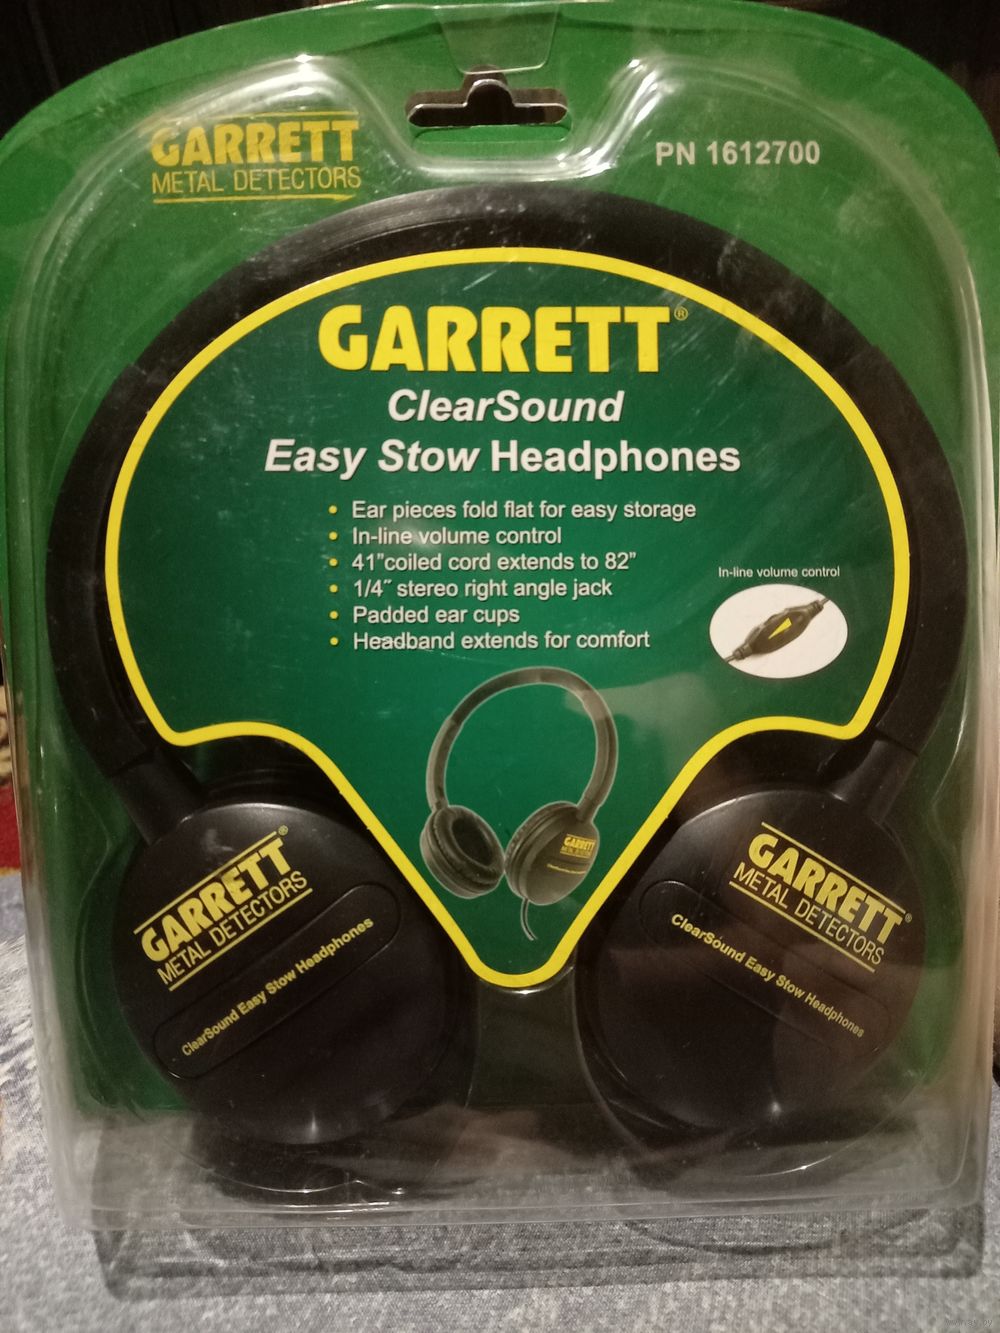 GARRETT
METAL DETECTORS
PN 1612700
GARRETT®
ClearSound
Easy Stow Headphones
• Ear pieces fold flat for easy storage
• In-line volume control
• 41”coiled cord extends to 82”
• 1/4˝ stereo right angle jack
• Padded ear cups
• Headband extends for comfort
In-line volume control
GARRETT
METAL DETECTORS
GARRETT®
METAL DETECTORS
ClearSound Easy Stow Headphones
GARRETT®
METAL DETECTORS
ClearSound Easy Stow Headphones